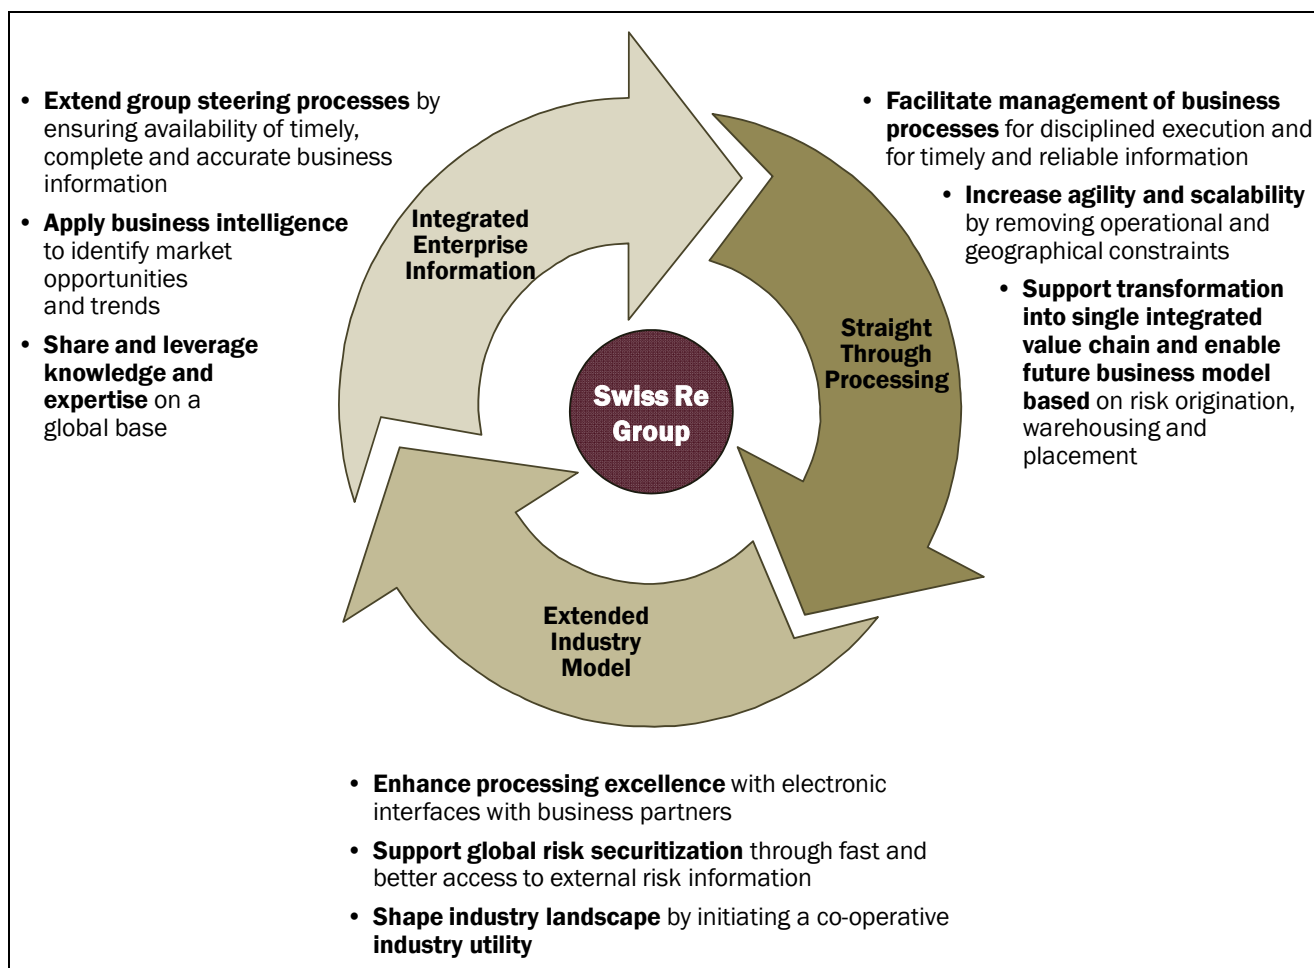 • Extend group steering processes by
ensuring availability of timely,
complete and accurate business
information
• Apply business intelligence
to identify market
opportunities
and trends
• Share and leverage
knowledge and
expertise on a
global base
Integrated
Enterprise
Information
• Facilitate management of business
processes for disciplined execution and
for timely and reliable information
• Increase agility and scalability
by removing operational and
geographical constraints
• Support transformation
into single integrated
value chain and enable
future business model
based on risk origination,
warehousing and
placement
Straight
Through
Processing
Swiss Re
Group
Extended
Industry
Model
• Enhance processing excellence with electronic
interfaces with business partners
• Support global risk securitization through fast and
better access to external risk information
• Shape industry landscape by initiating a co-operative
industry utility